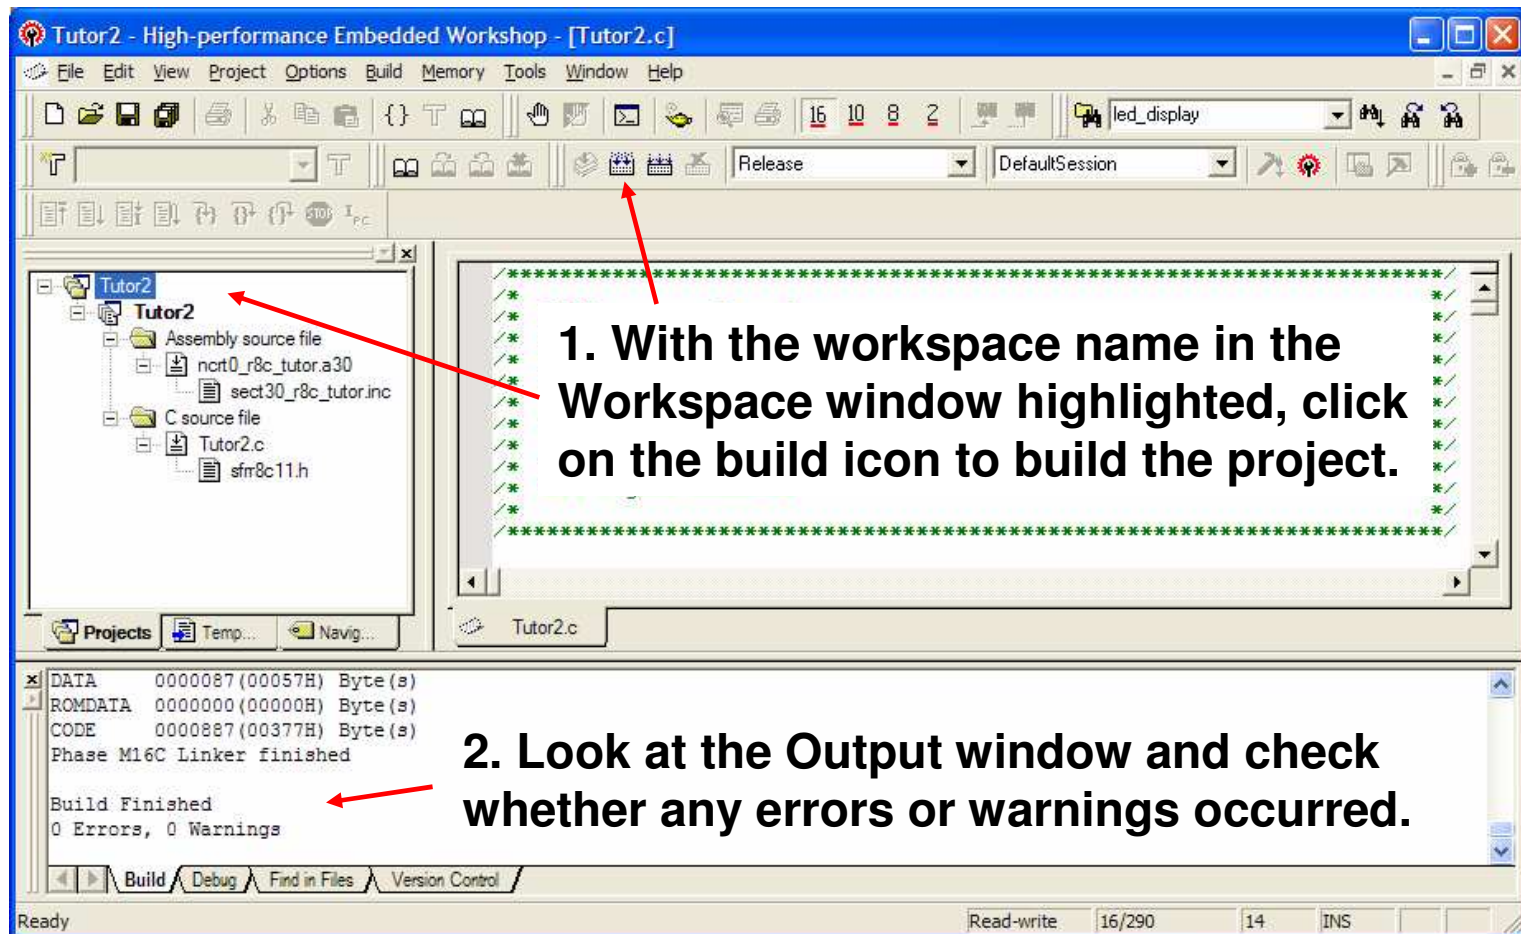 Tutor2 - High-performance Embedded Workshop - [Tutor2.c]
File Edit View Project Options Build Memory Tools Window Help
16 10 8 2 led_display
Release DefaultSession
STOP IPC
Tutor2
Tutor2
Assembly source file
ncrt0_r8c_tutor.a30
sect30_r8c_tutor.inc
C source file
Tutor2.c
sfrr8c11.h
Projects Temp... Navig...
/***********************************************************************/
/* */
/* */
/* */
/* */
/* */
/* */
/* */
/* */
/* */
/* */
/* */
/***********************************************************************/
1. With the workspace name in the
Workspace window highlighted, click
on the build icon to build the project.
Tutor2.c
DATA 0000087(00057H) Byte(s)
ROMDATA 0000000(00000H) Byte(s)
CODE 0000887(00377H) Byte(s)
Phase M16C Linker finished
Build Finished
0 Errors, 0 Warnings
2. Look at the Output window and check
whether any errors or warnings occurred.
Build Debug Find in Files Version Control
Ready Read-write 16/290 14 INS